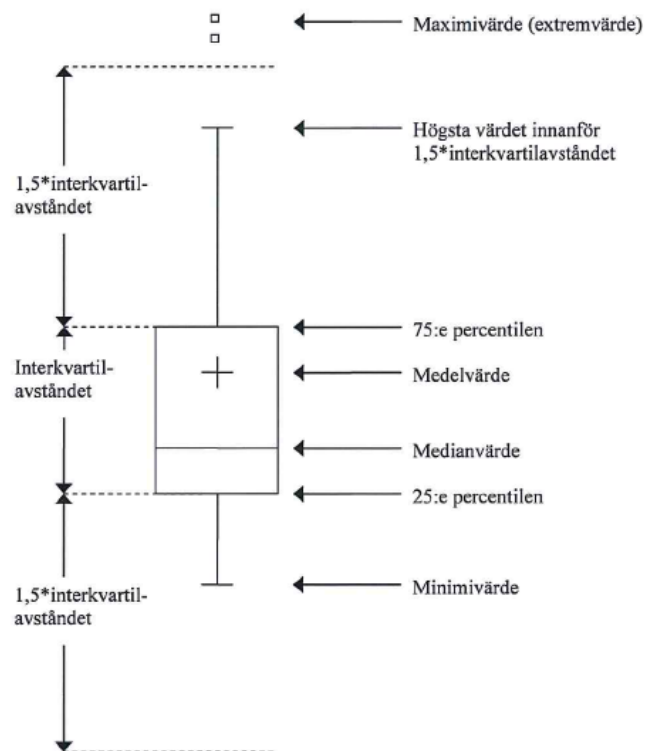 Maximivärde (extremvärde)
Högsta värdet innanför
1,5*interkvartilavståndet
1,5*interkvartil-
avståndet
75:e percentilen
Interkvartil-
avståndet
Medelvärde
Medianvärde
25:e percentilen
Minimivärde
1,5*interkvartil-
avståndet